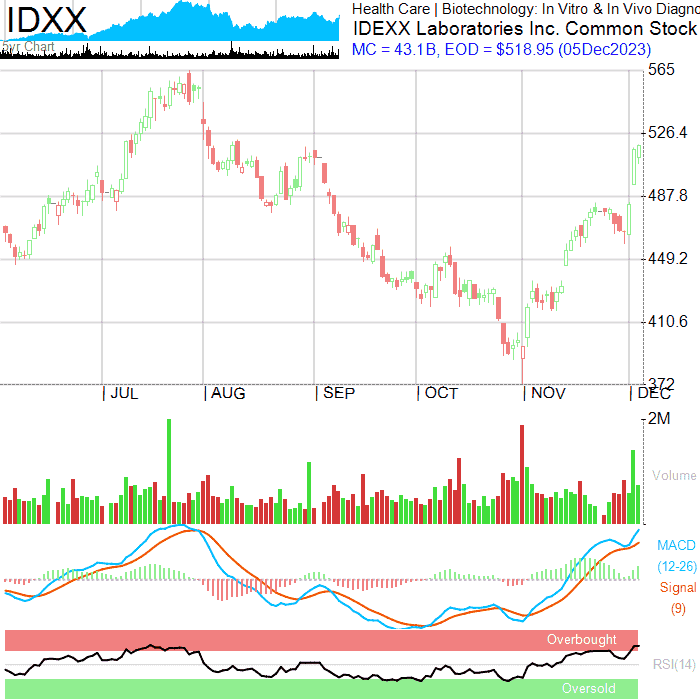 IDXX
5yr Chart
Health Care | Biotechnology: In Vitro & In Vivo Diagno
IDEXX Laboratories Inc. Common Stock
MC = 43.1B, EOD = $518.95 (05Dec2023)
565
526.4
487.8
449.2
410.6
372
JUL
AUG
SEP
OCT
NOV
DEC
2M
Volume
MACD
(12-26)
Signal
(9)
Overbought
RSI(14)
Oversold